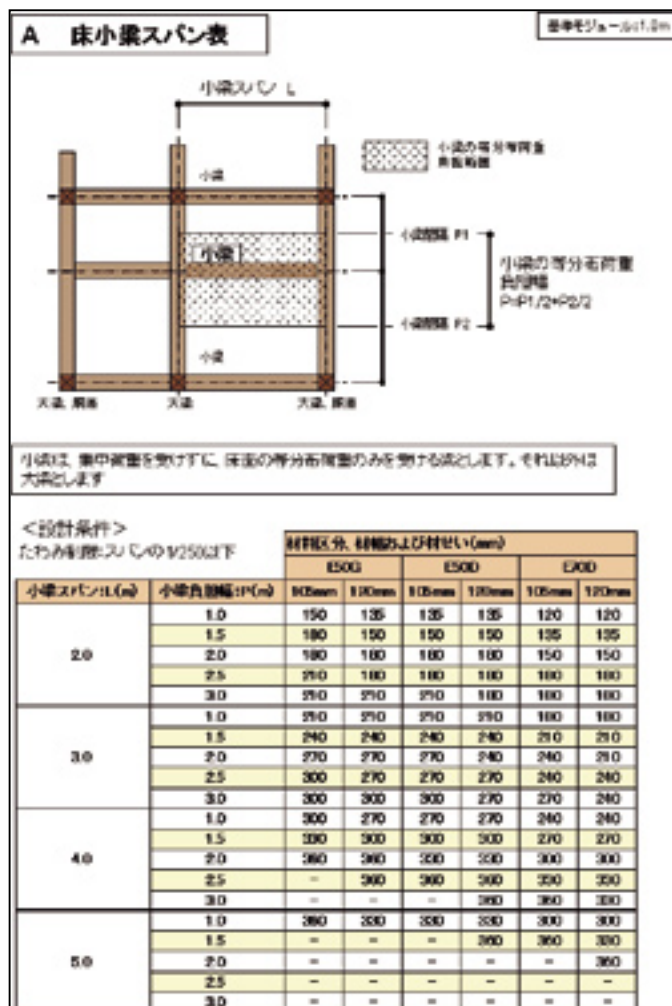 A 床小梁スパン表
基準モジュール:1.0m
小梁スパン L
小梁の等分布荷重
負担範囲
小梁
小梁間隔 P1
小梁
小梁の等分布荷重
負担幅
P=P1/2+P2/2
小梁間隔 P2
小梁
大梁、胴差
大梁
大梁、胴差
小梁は、集中荷重を受けずに、床面の等分布荷重のみを受ける梁とします。それ以外は
大梁とします
<設計条件>
たわみ制限:スパンの1/250以下
材料区分、材幅および材せい(mm)
E50G E50D E70D
小梁スパン:L(m) 小梁負担幅:P(m) 105mm 120mm 105mm 120mm 105mm 120mm
2.0
1.0 150 135 135 135 120 120
1.5 180 150 150 150 135 135
2.0 180 180 180 180 150 150
2.5 210 180 180 180 180 180
3.0 210 210 210 180 180 180
3.0
1.0 210 210 210 210 180 180
1.5 240 240 240 240 210 210
2.0 270 270 270 240 240 210
2.5 300 270 270 270 240 240
3.0 300 300 300 270 270 240
4.0
1.0 300 270 270 270 240 240
1.5 330 300 300 300 270 270
2.0 360 360 330 330 300 300
2.5 - 360 360 360 330 330
3.0 - - - 360 360 330
5.0
1.0 360 330 330 330 300 300
1.5 - - - 360 360 330
2.0 - - - - - 360
2.5 - - - - - -
3.0 - - - - - -